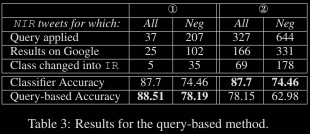 ① ②
NIR tweets for which: All Neg All Neg
Query applied 37 207 327 644
Results on Google 25 102 166 331
Class changed into IR 5 35 69 178
Classifier Accuracy 87.7 74.46 87.7 74.46
Query-based Accuracy 88.51 78.19 78.15 62.98
Table 3: Results for the query-based method.